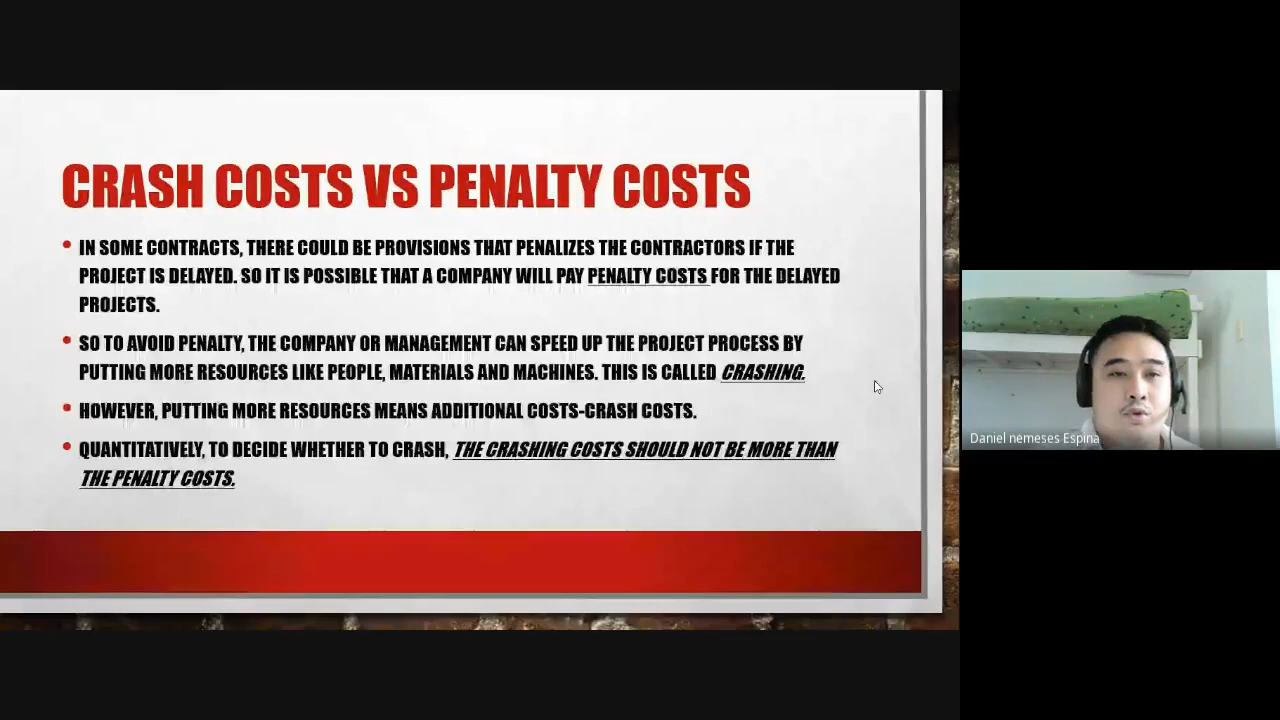 CRASH COSTS VS PENALTY COSTS
• IN SOME CONTRACTS, THERE COULD BE PROVISIONS THAT PENALIZES THE CONTRACTORS IF THE
PROJECT IS DELAYED. SO IT IS POSSIBLE THAT A COMPANY WILL PAY PENALTY COSTS FOR THE DELAYED
PROJECTS.
• SO TO AVOID PENALTY, THE COMPANY OR MANAGEMENT CAN SPEED UP THE PROJECT PROCESS BY
PUTTING MORE RESOURCES LIKE PEOPLE, MATERIALS AND MACHINES. THIS IS CALLED CRASHING.
• HOWEVER, PUTTING MORE RESOURCES MEANS ADDITIONAL COSTS-CRASH COSTS.
• QUANTITATIVELY, TO DECIDE WHETHER TO CRASH, THE CRASHING COSTS SHOULD NOT BE MORE THAN
THE PENALTY COSTS.
Daniel nemeses Espina